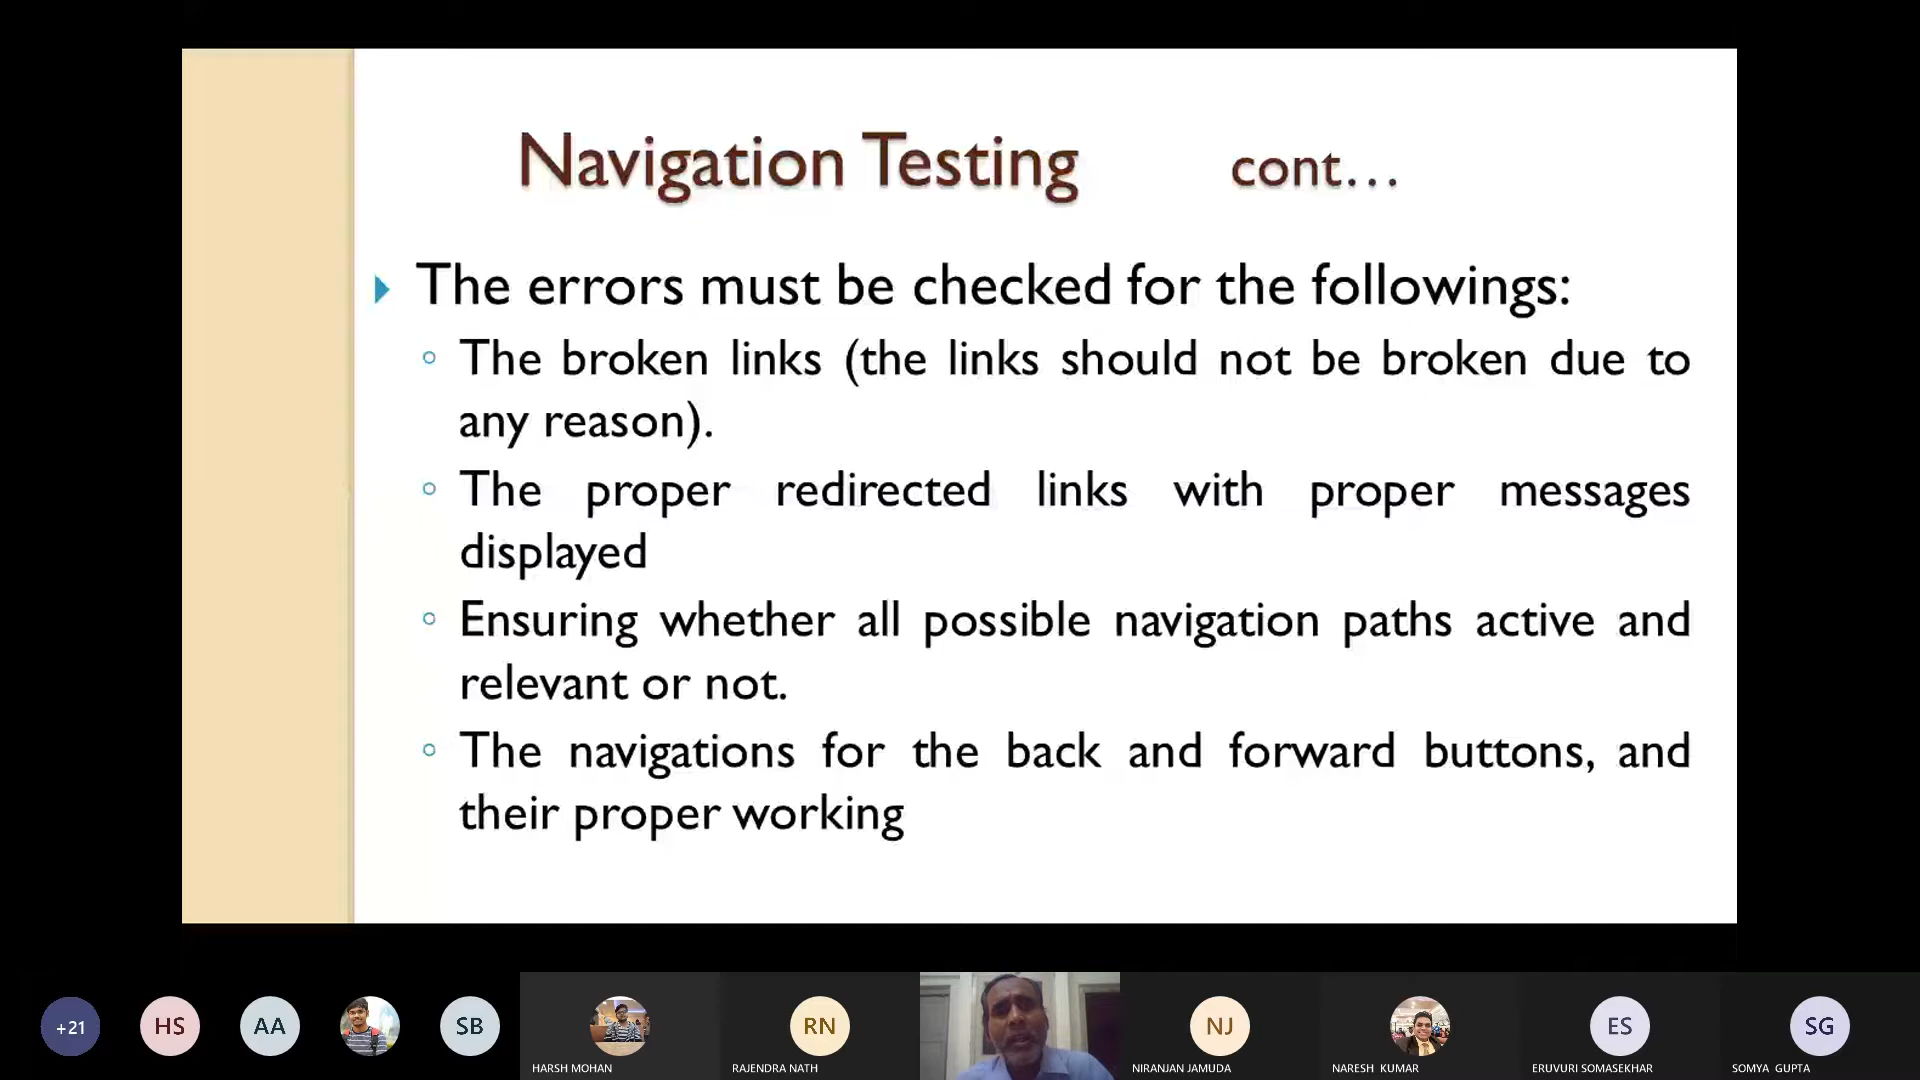 Navigation Testing cont...
The errors must be checked for the followings:
The broken links (the links should not be broken due to
any reason).
The proper redirected links with proper messages
displayed
Ensuring whether all possible navigation paths active and
relevant or not.
The navigations for the back and forward buttons, and
their proper working
+21 HS AA SB RN NJ ES SG
HARSH MOHAN RAJENDRA NATH NIRANJAN JAMUDA NARESH KUMAR ERUVURI SOMASEKHAR SOMYA GUPTA